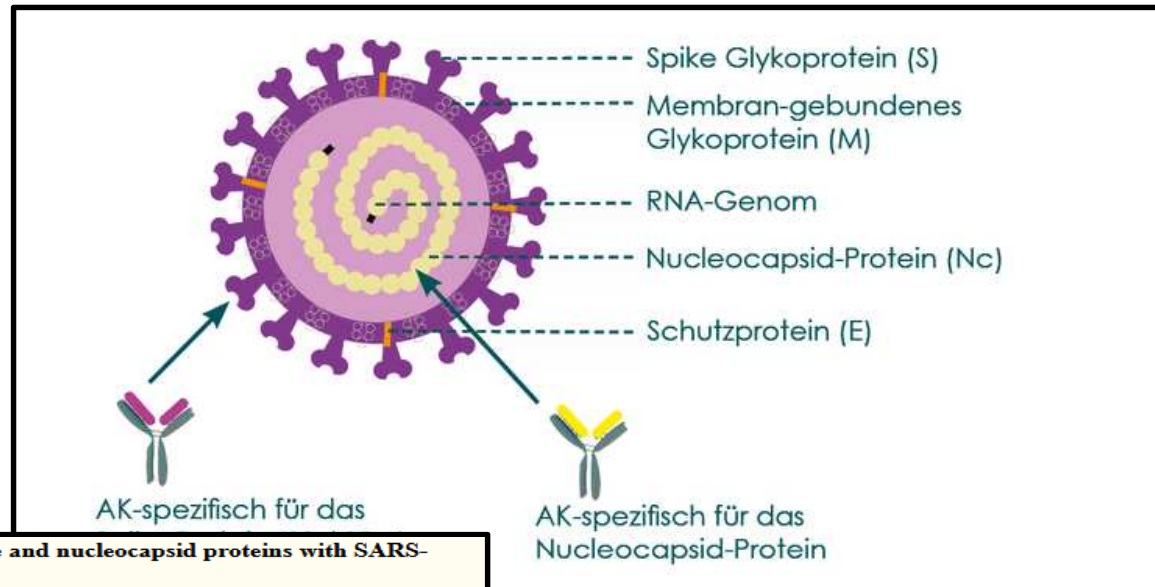 Spike Glykoprotein (S)
Membran-gebundenes
Glykoprotein (M)
RNA-Genom
Nucleocapsid-Protein (Nc)
Schutzprotein (E)
AK-spezifisch für das
AK-spezifisch für das
Nucleocapsid-Protein
and nucleocapsid proteins with SARS-